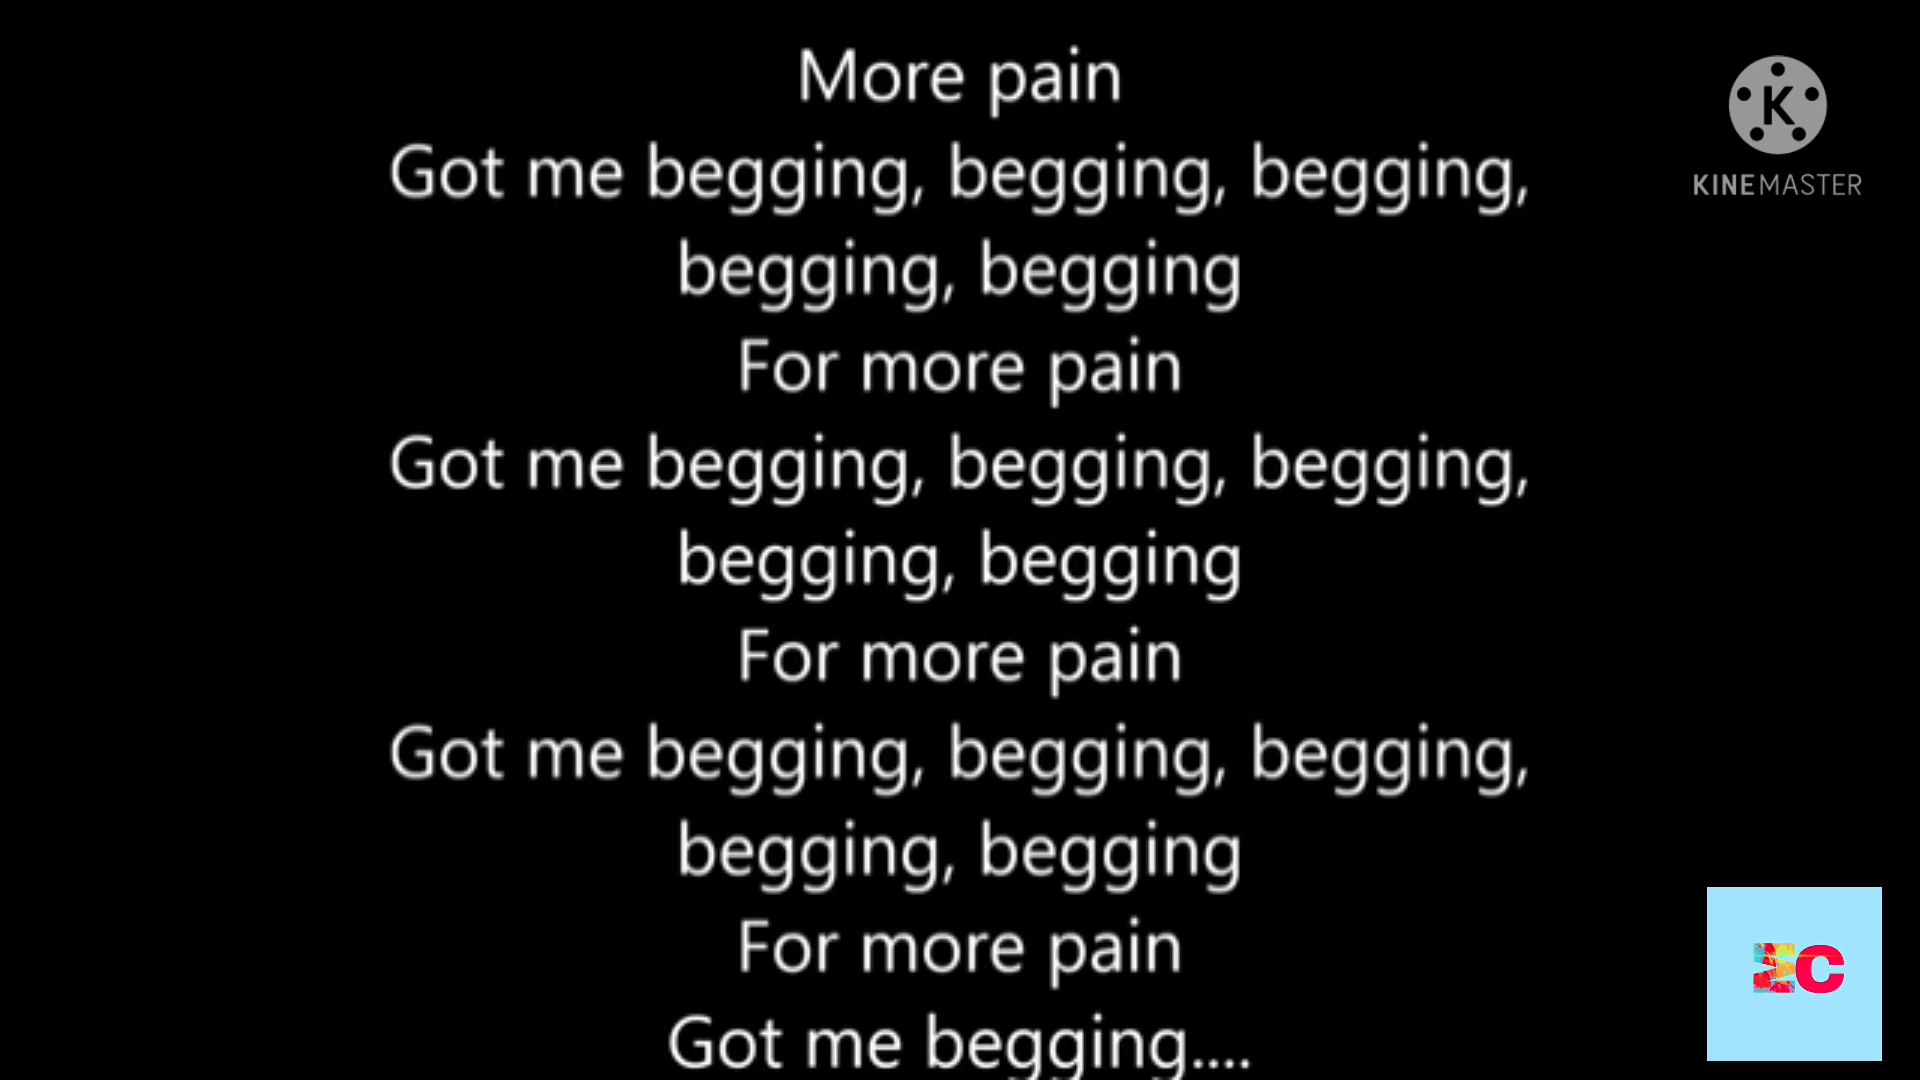 More pain
Got me begging, begging, begging,
begging, begging
For more pain
Got me begging, begging, begging,
begging, begging
For more pain
Got me begging, begging, begging,
begging, begging
For more pain
Got me begging....
K
KINEMASTER
C